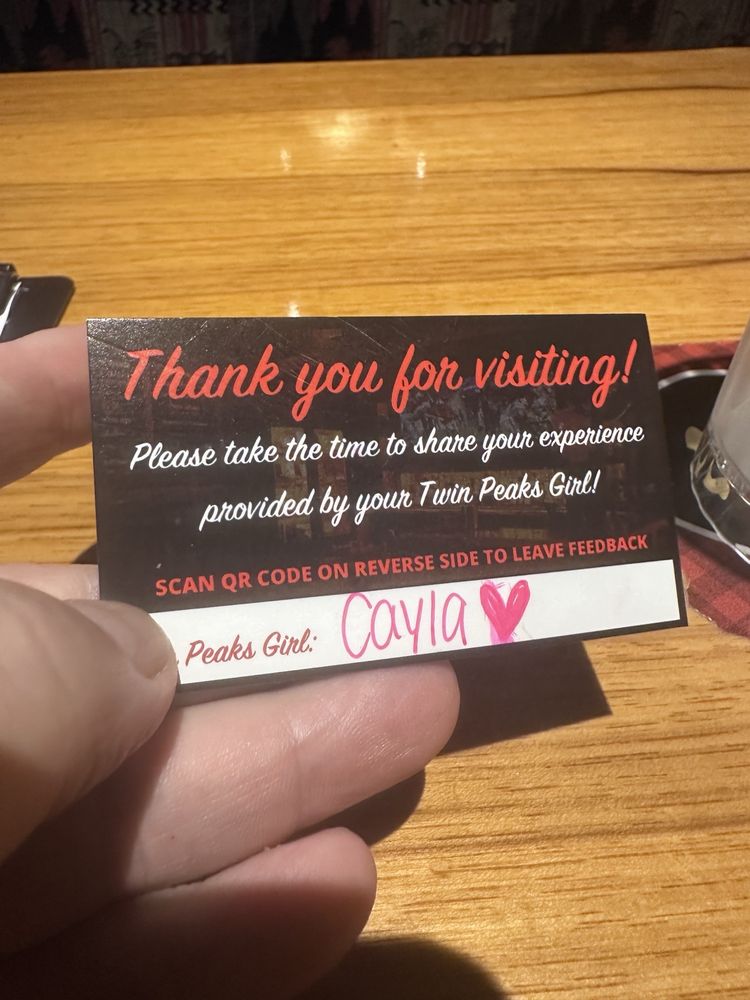 Thank you for visiting!
Please take the time to share your experience
provided by your Twin Peaks Girl!
SCAN QR CODE ON REVERSE SIDE TO LEAVE FEEDBACK
Peaks Girl: Cayla